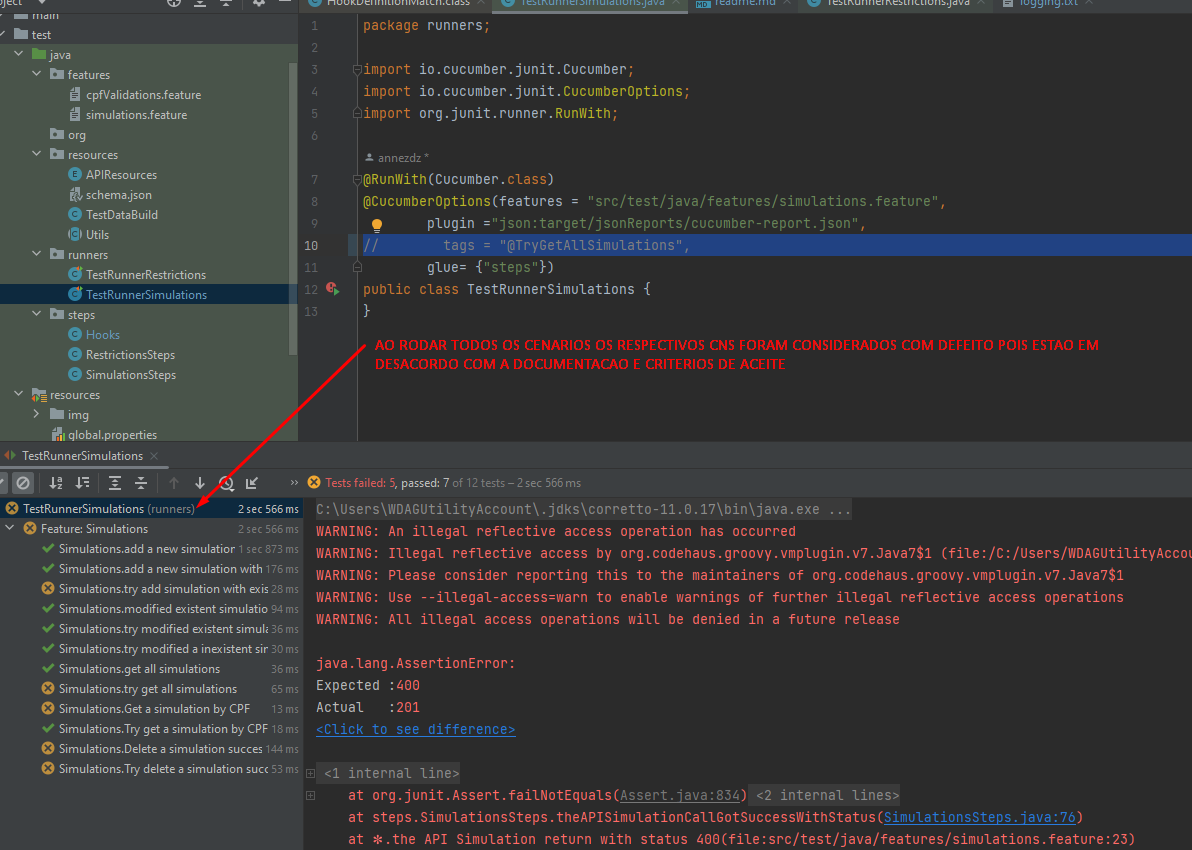 oject
HookDefinitionMatch.class
TestRunnerSimulations.java
readme.md
TestRunnerRestrictions.java
logging.txt
main
test
java
features
cpfValidations.feature
simulations.feature
org
resources
APIResources
schema.json
TestDataBuild
Utils
runners
TestRunnerRestrictions
TestRunnerSimulations
steps
Hooks
RestrictionsSteps
SimulationsSteps
resources
img
global.properties
1 package runners;
2
3 import io.cucumber.junit.Cucumber;
4 import io.cucumber.junit.CucumberOptions;
5 import org.junit.runner.RunWith;
6
annezdz *
7 @RunWith(Cucumber.class)
8 @CucumberOptions(features = "src/test/java/features/simulations.feature",
9 plugin ="json:target/jsonReports/cucumber-report.json",
10 // tags = "@TryGetAllSimulations",
11 glue= {"steps"})
12 public class TestRunnerSimulations {
13 }
AO RODAR TODOS OS CENARIOS OS RESPECTIVOS CNS FORAM CONSIDERADOS COM DEFEITO POIS ESTAO EM
DESACORDO COM A DOCUMENTACAO E CRITERIOS DE ACEITE
TestRunnerSimulations
Tests failed: 5, passed: 7 of 12 tests – 2 sec 566 ms
TestRunnerSimulations (runners) 2 sec 566 ms
Feature: Simulations 2 sec 566 ms
Simulations.add a new simulation 1 sec 873 ms
Simulations.add a new simulation with 176 ms
Simulations.try add simulation with exis 28 ms
Simulations.modified existent simulatio 94 ms
Simulations.try modified existent simula 36 ms
Simulations.try modified a inexistent sin 30 ms
Simulations.get all simulations 36 ms
Simulations.try get all simulations 65 ms
Simulations.Get a simulation by CPF 13 ms
Simulations.Try get a simulation by CPF 18 ms
Simulations.Delete a simulation succes 144 ms
Simulations.Try delete a simulation succ 53 ms
C:\Users\WDAGUtilityAccount\.jdks\corretto-11.0.17\bin\java.exe ...
WARNING: An illegal reflective access operation has occurred
WARNING: Illegal reflective access by org.codehaus.groovy.vmplugin.v7.Java7$1 (file:/C:/Users/WDAGUtilityAccou
WARNING: Please consider reporting this to the maintainers of org.codehaus.groovy.vmplugin.v7.Java7$1
WARNING: Use --illegal-access=warn to enable warnings of further illegal reflective access operations
WARNING: All illegal access operations will be denied in a future release
java.lang.AssertionError:
Expected :400
Actual :201
<Click to see difference>
<1 internal line>
at org.junit.Assert.failNotEquals(Assert.java:834) <2 internal lines>
at steps.SimulationsSteps.theAPISimulationCallGotSuccessWithStatus(SimulationsSteps.java:76)
at ✽.the API Simulation return with status 400(file:src/test/java/features/simulations.feature:23)